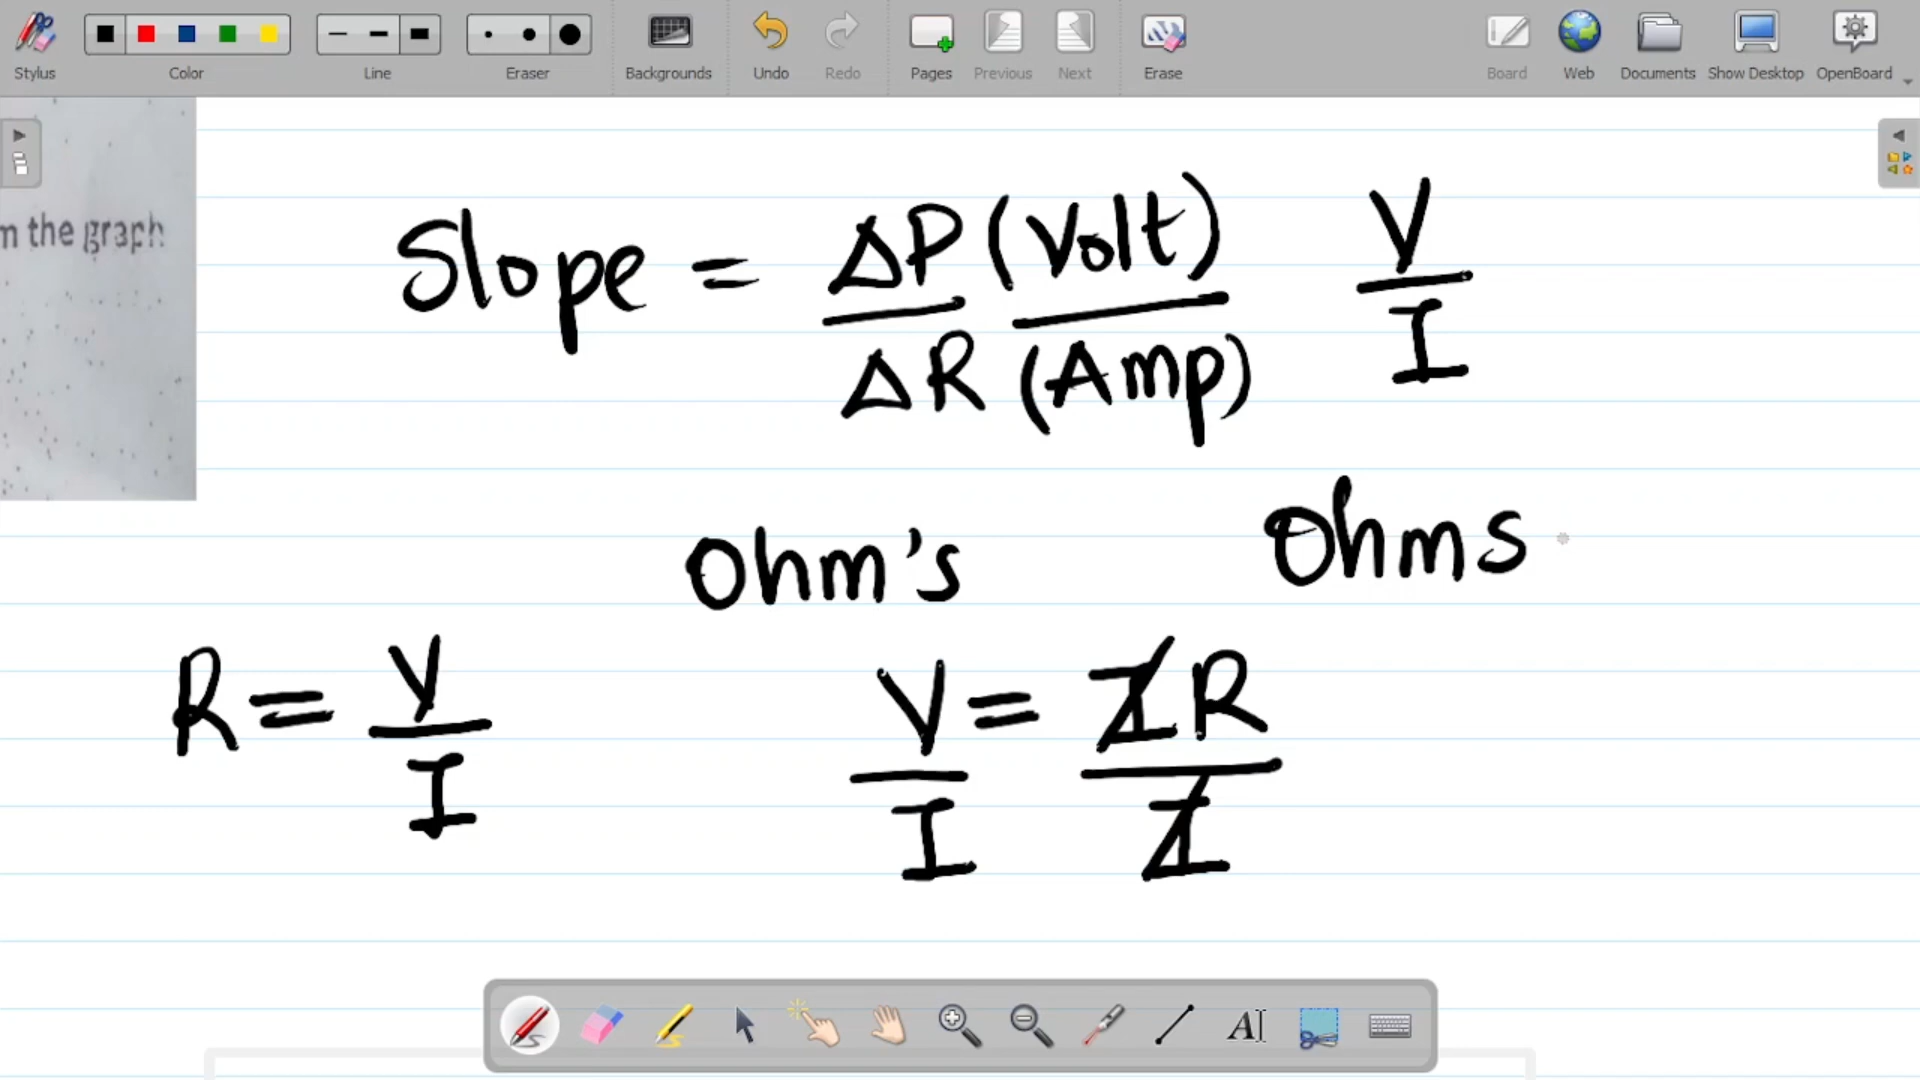 Stylus Color Line Eraser Backgrounds Undo Redo Pages Previous Next Erase Board Web Documents Show Desktop OpenBoard
the graph
Slope = ΔP (Volt) V
ΔR (Amp) I
Ohm's Ohms
R = V V = IR
I I I
AI